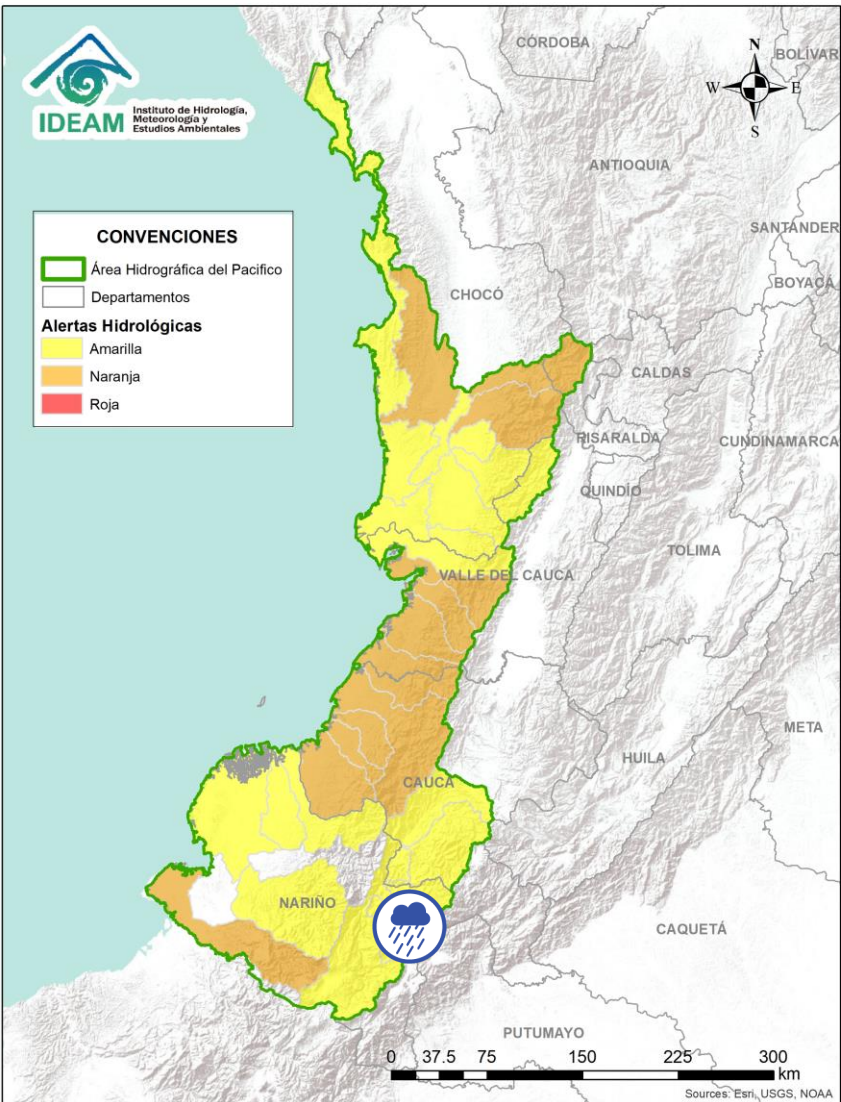 IDEAM
Instituto de Hidrología,
Meteorología y
Estudios Ambientales
N
W E
S
CÓRDOBA
BOLÍVAR
ANTIOQUIA
SANTANDER
BOYACÁ
CHOCÓ
CALDAS
RISARALDA
CUNDINAMARCA
QUINDÍO
TOLIMA
VALLE DEL CAUCA
META
HUILA
CAUCA
NARIÑO
CAQUETÁ
PUTUMAYO
CONVENCIONES
Área Hidrográfica del Pacifico
Departamentos
Alertas Hidrológicas
Amarilla
Naranja
Roja
0 37.5 75 150 225 300
km
Sources: Esri, USGS, NOAA